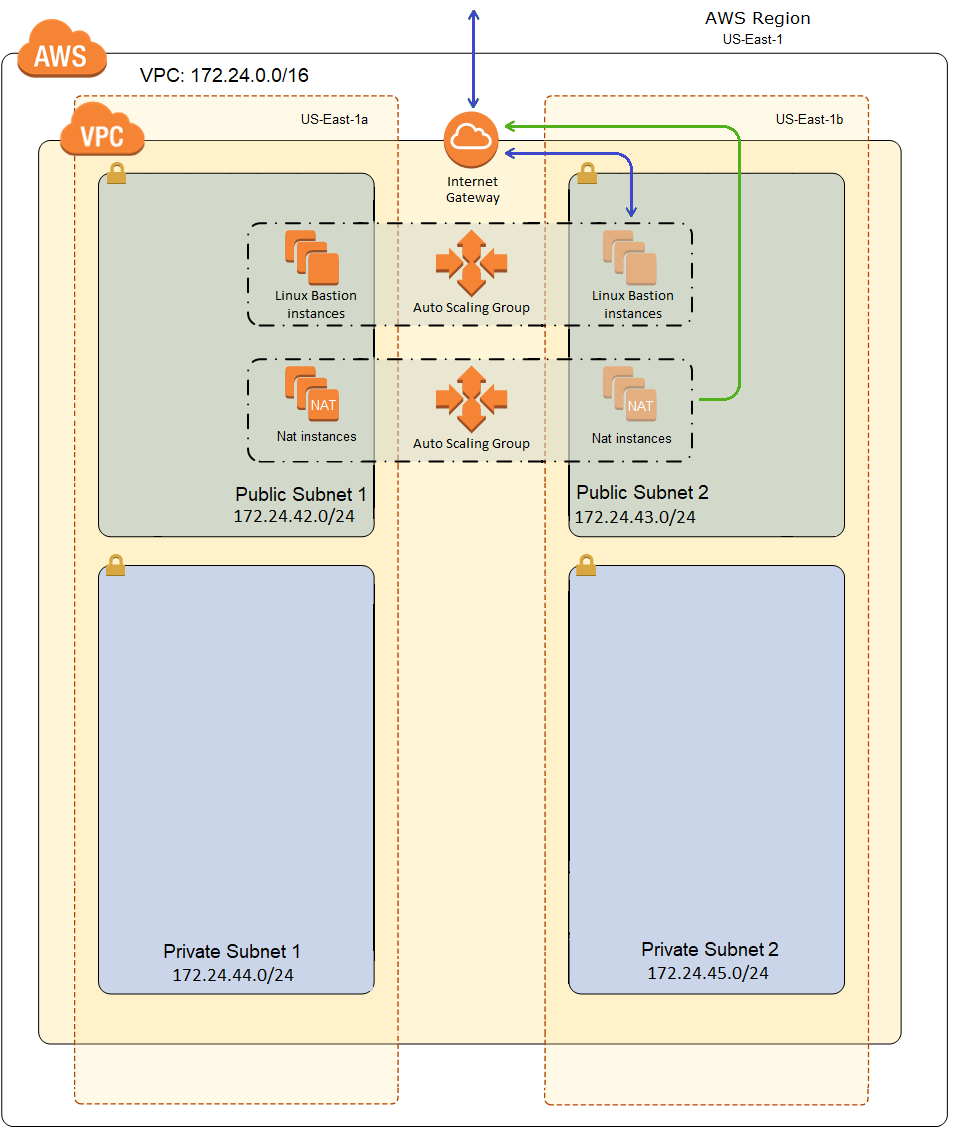 AWS Region
US-East-1
AWS
VPC: 172.24.0.0/16
US-East-1a
US-East-1b
VPC
Internet
Gateway
Linux Bastion
instances
Auto Scaling Group
Linux Bastion
instances
NAT
Nat instances
Auto Scaling Group
NAT
Nat instances
Public Subnet 1
172.24.42.0/24
Public Subnet 2
172.24.43.0/24
Private Subnet 1
172.24.44.0/24
Private Subnet 2
172.24.45.0/24